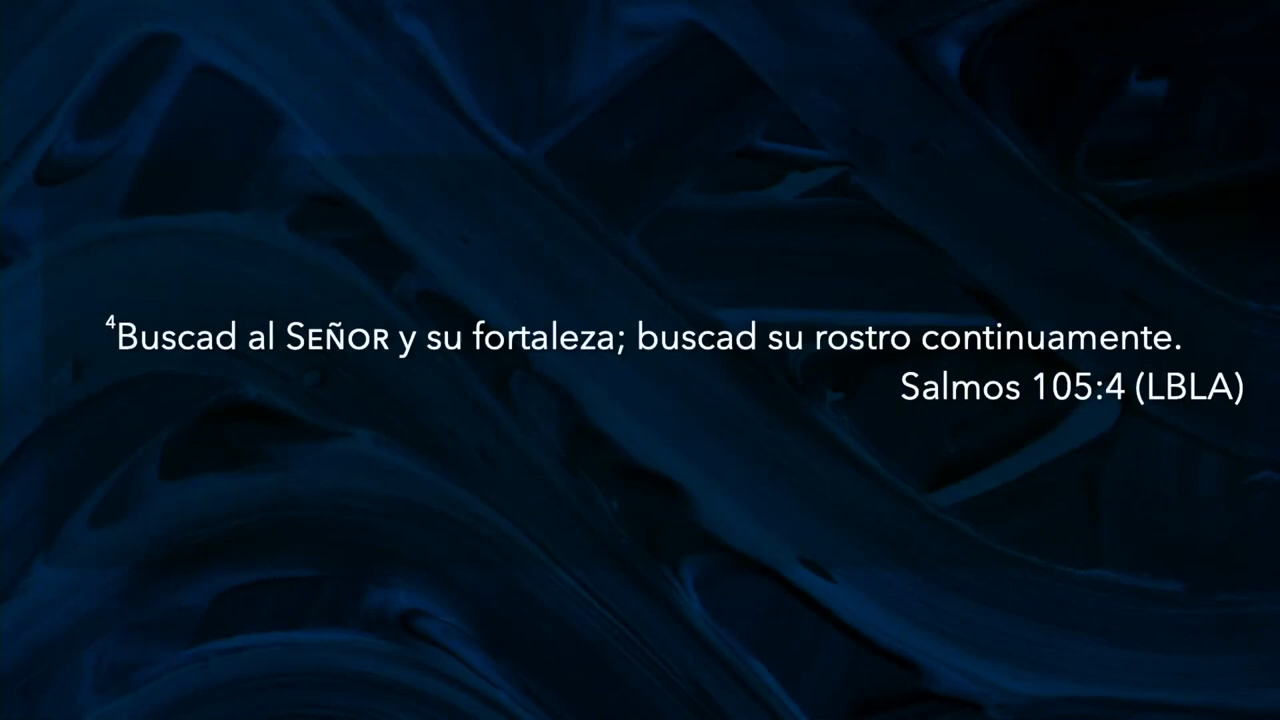 ⁴Buscad al SEÑOR y su fortaleza; buscad su rostro continuamente.
Salmos 105:4 (LBLA)